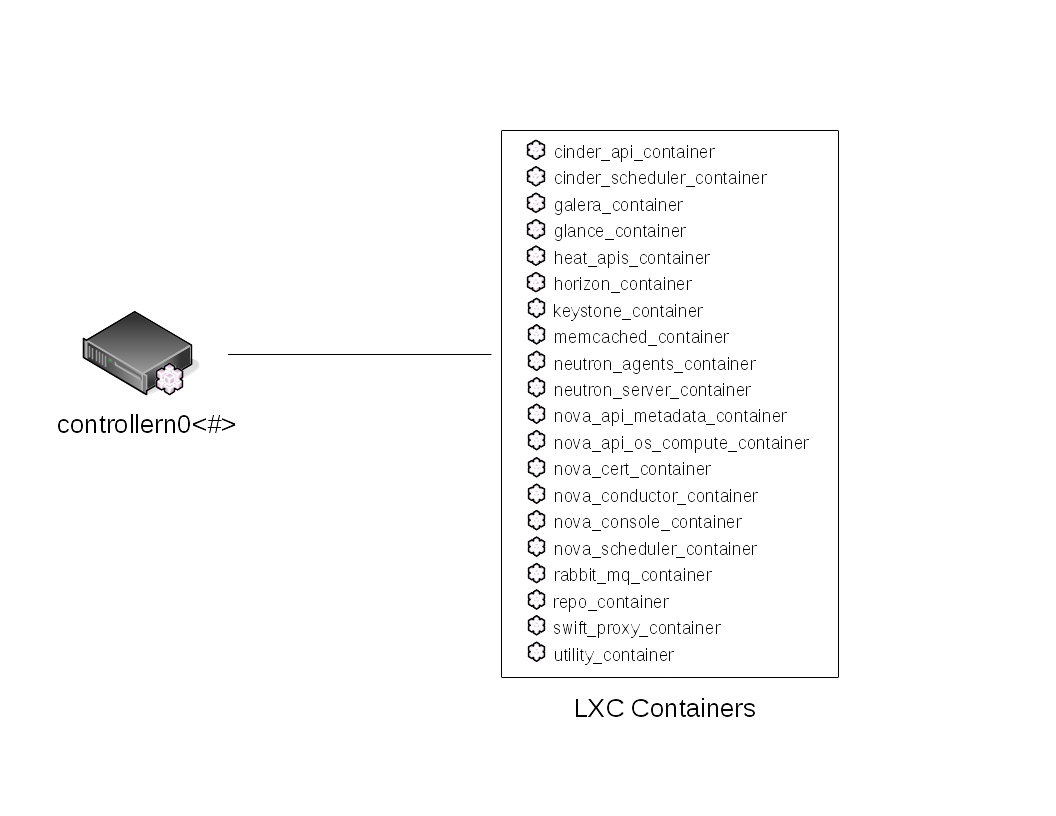 cinder_api_container
cinder_scheduler_container
galera_container
glance_container
heat_apis_container
horizon_container
keystone_container
memcached_container
neutron_agents_container
neutron_server_container
nova_api_metadata_container
nova_api_os_compute_container
nova_cert_container
nova_conductor_container
nova_console_container
nova_scheduler_container
rabbit_mq_container
repo_container
swift_proxy_container
utility_container
controllern0<#>
LXC Containers